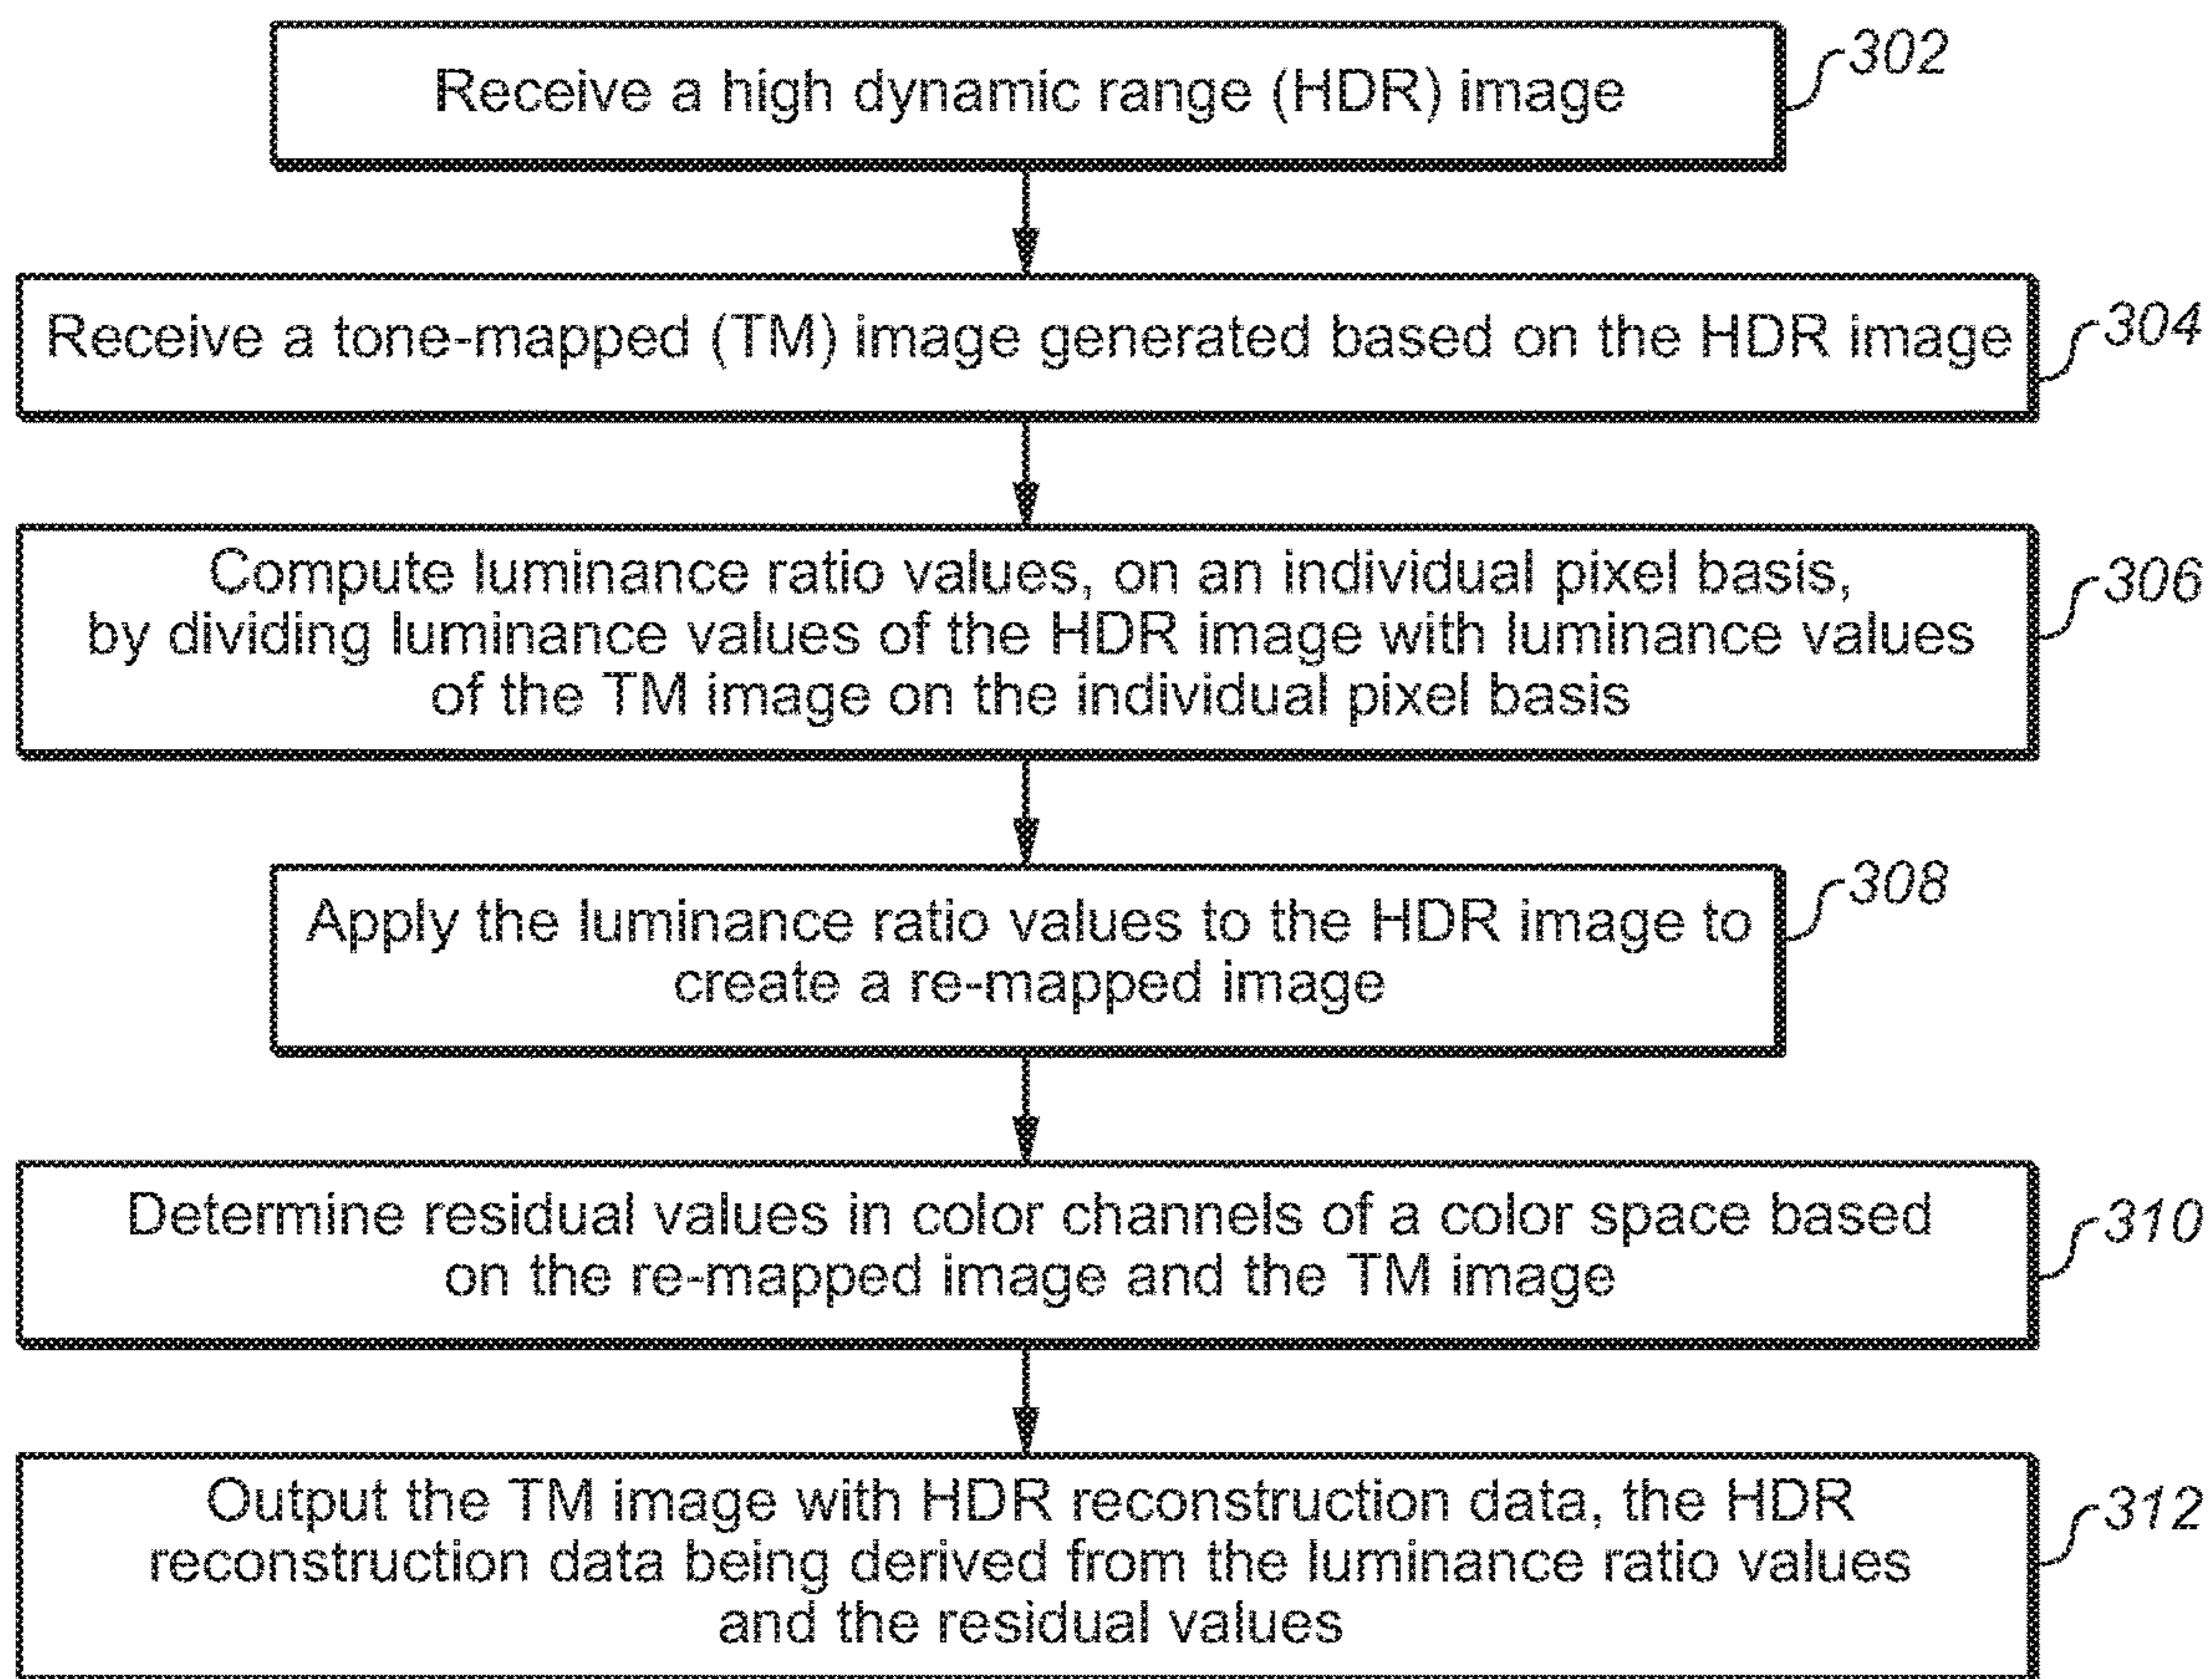 Receive a high dynamic range (HDR) image
302
Receive a tone-mapped (TM) image generated based on the HDR image
304
Compute luminance ratio values, on an individual pixel basis,
by dividing luminance values of the HDR image with luminance values
of the TM image on the individual pixel basis
306
Apply the luminance ratio values to the HDR image to
create a re-mapped image
308
Determine residual values in color channels of a color space based
on the re-mapped image and the TM image
310
Output the TM image with HDR reconstruction data, the HDR
reconstruction data being derived from the luminance ratio values
and the residual values
312